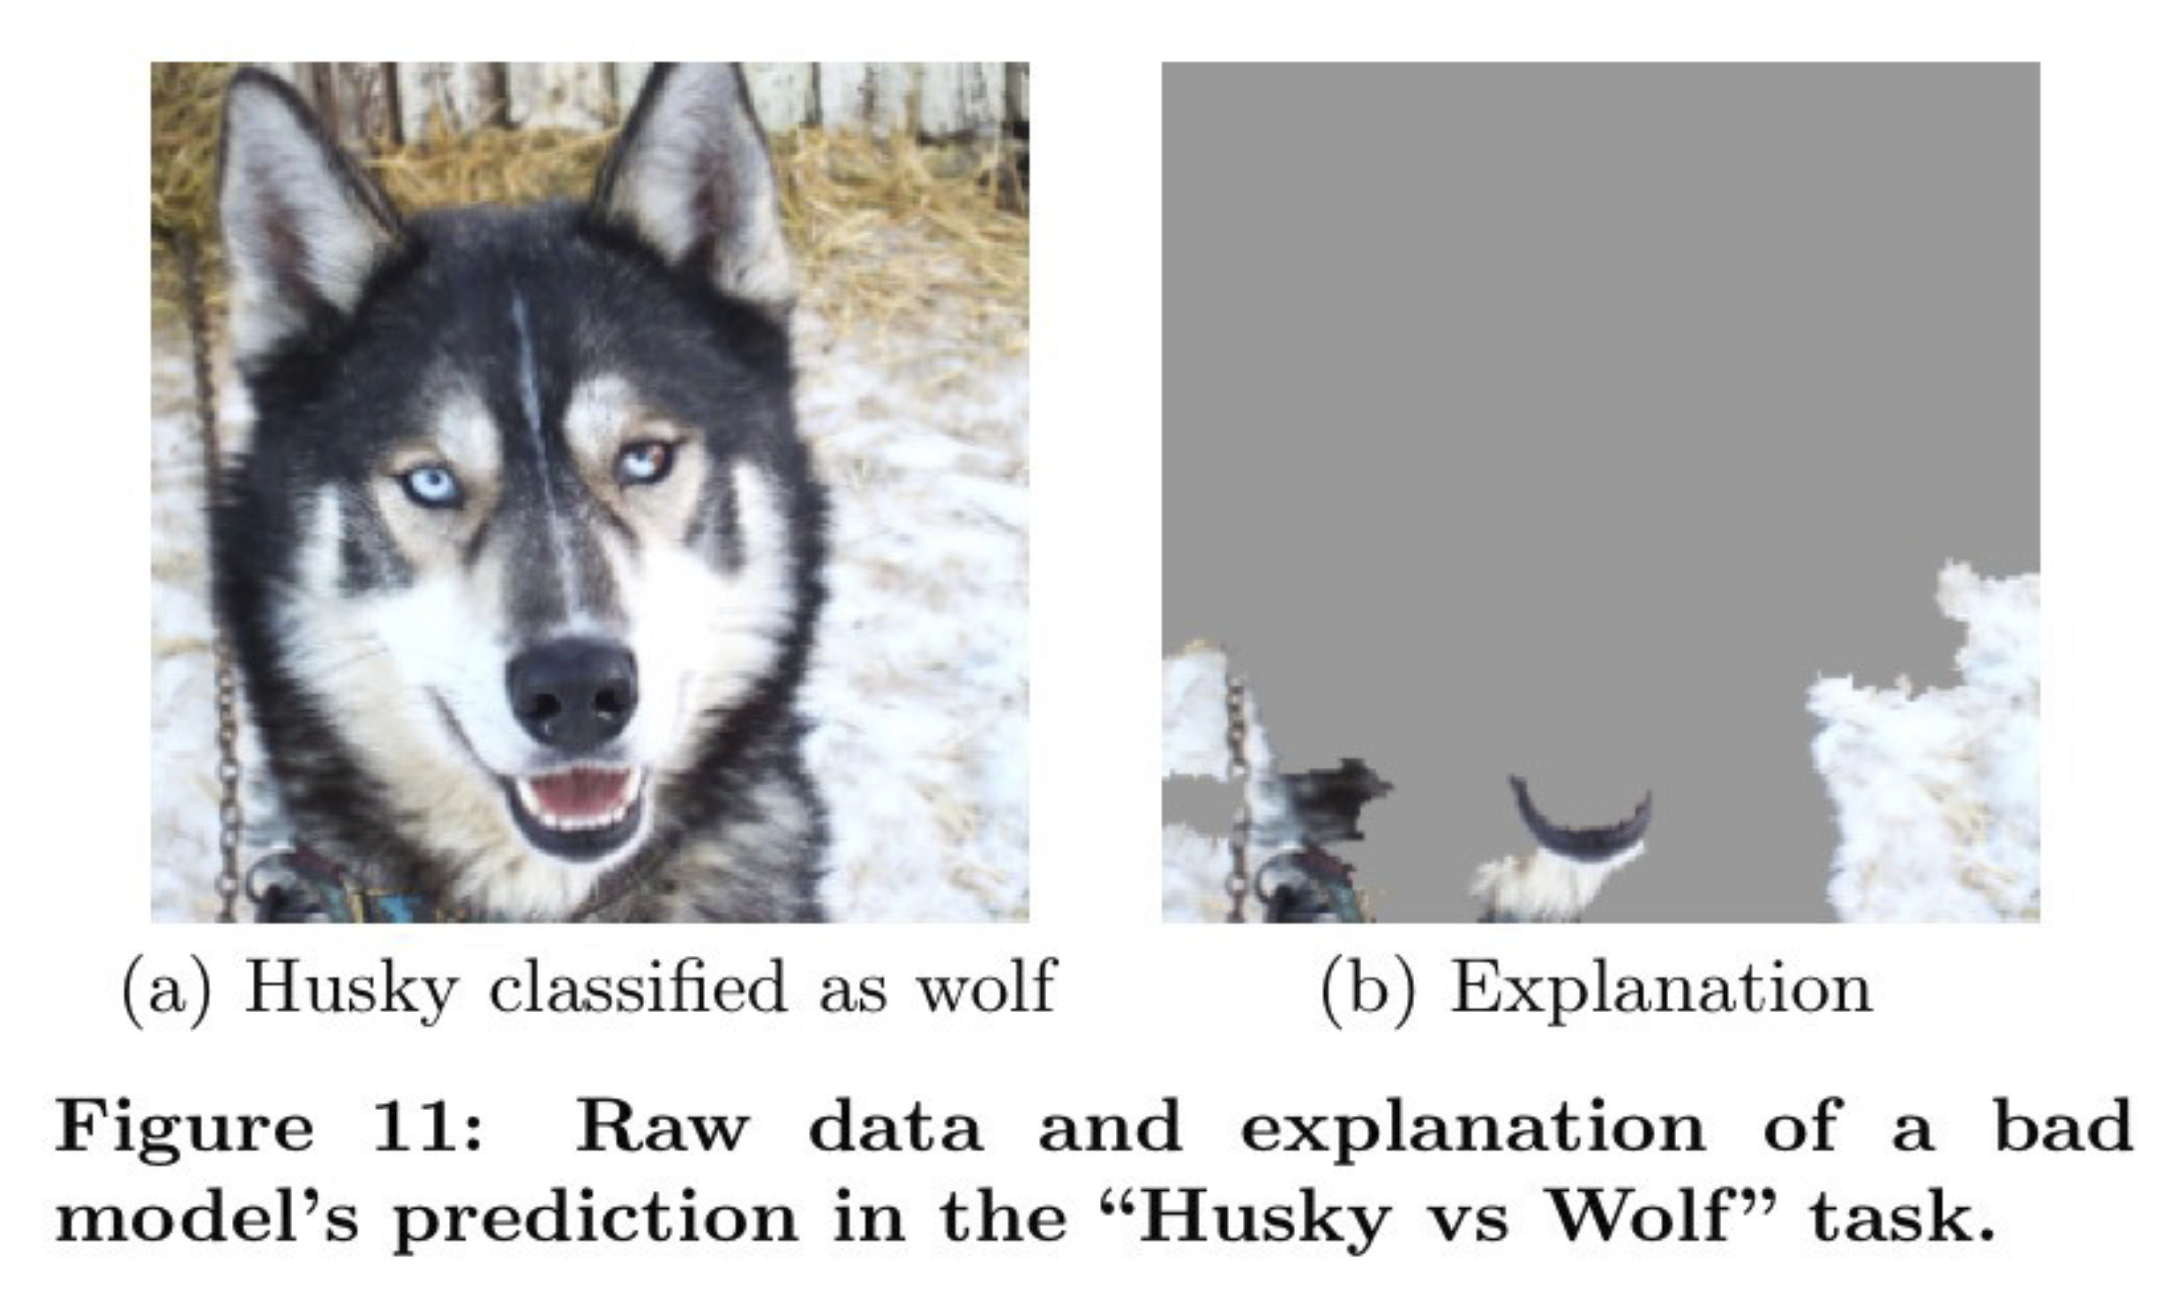 (a) Husky classified as wolf
(b) Explanation
Figure 11: Raw data and explanation of a bad
model’s prediction in the “Husky vs Wolf” task.